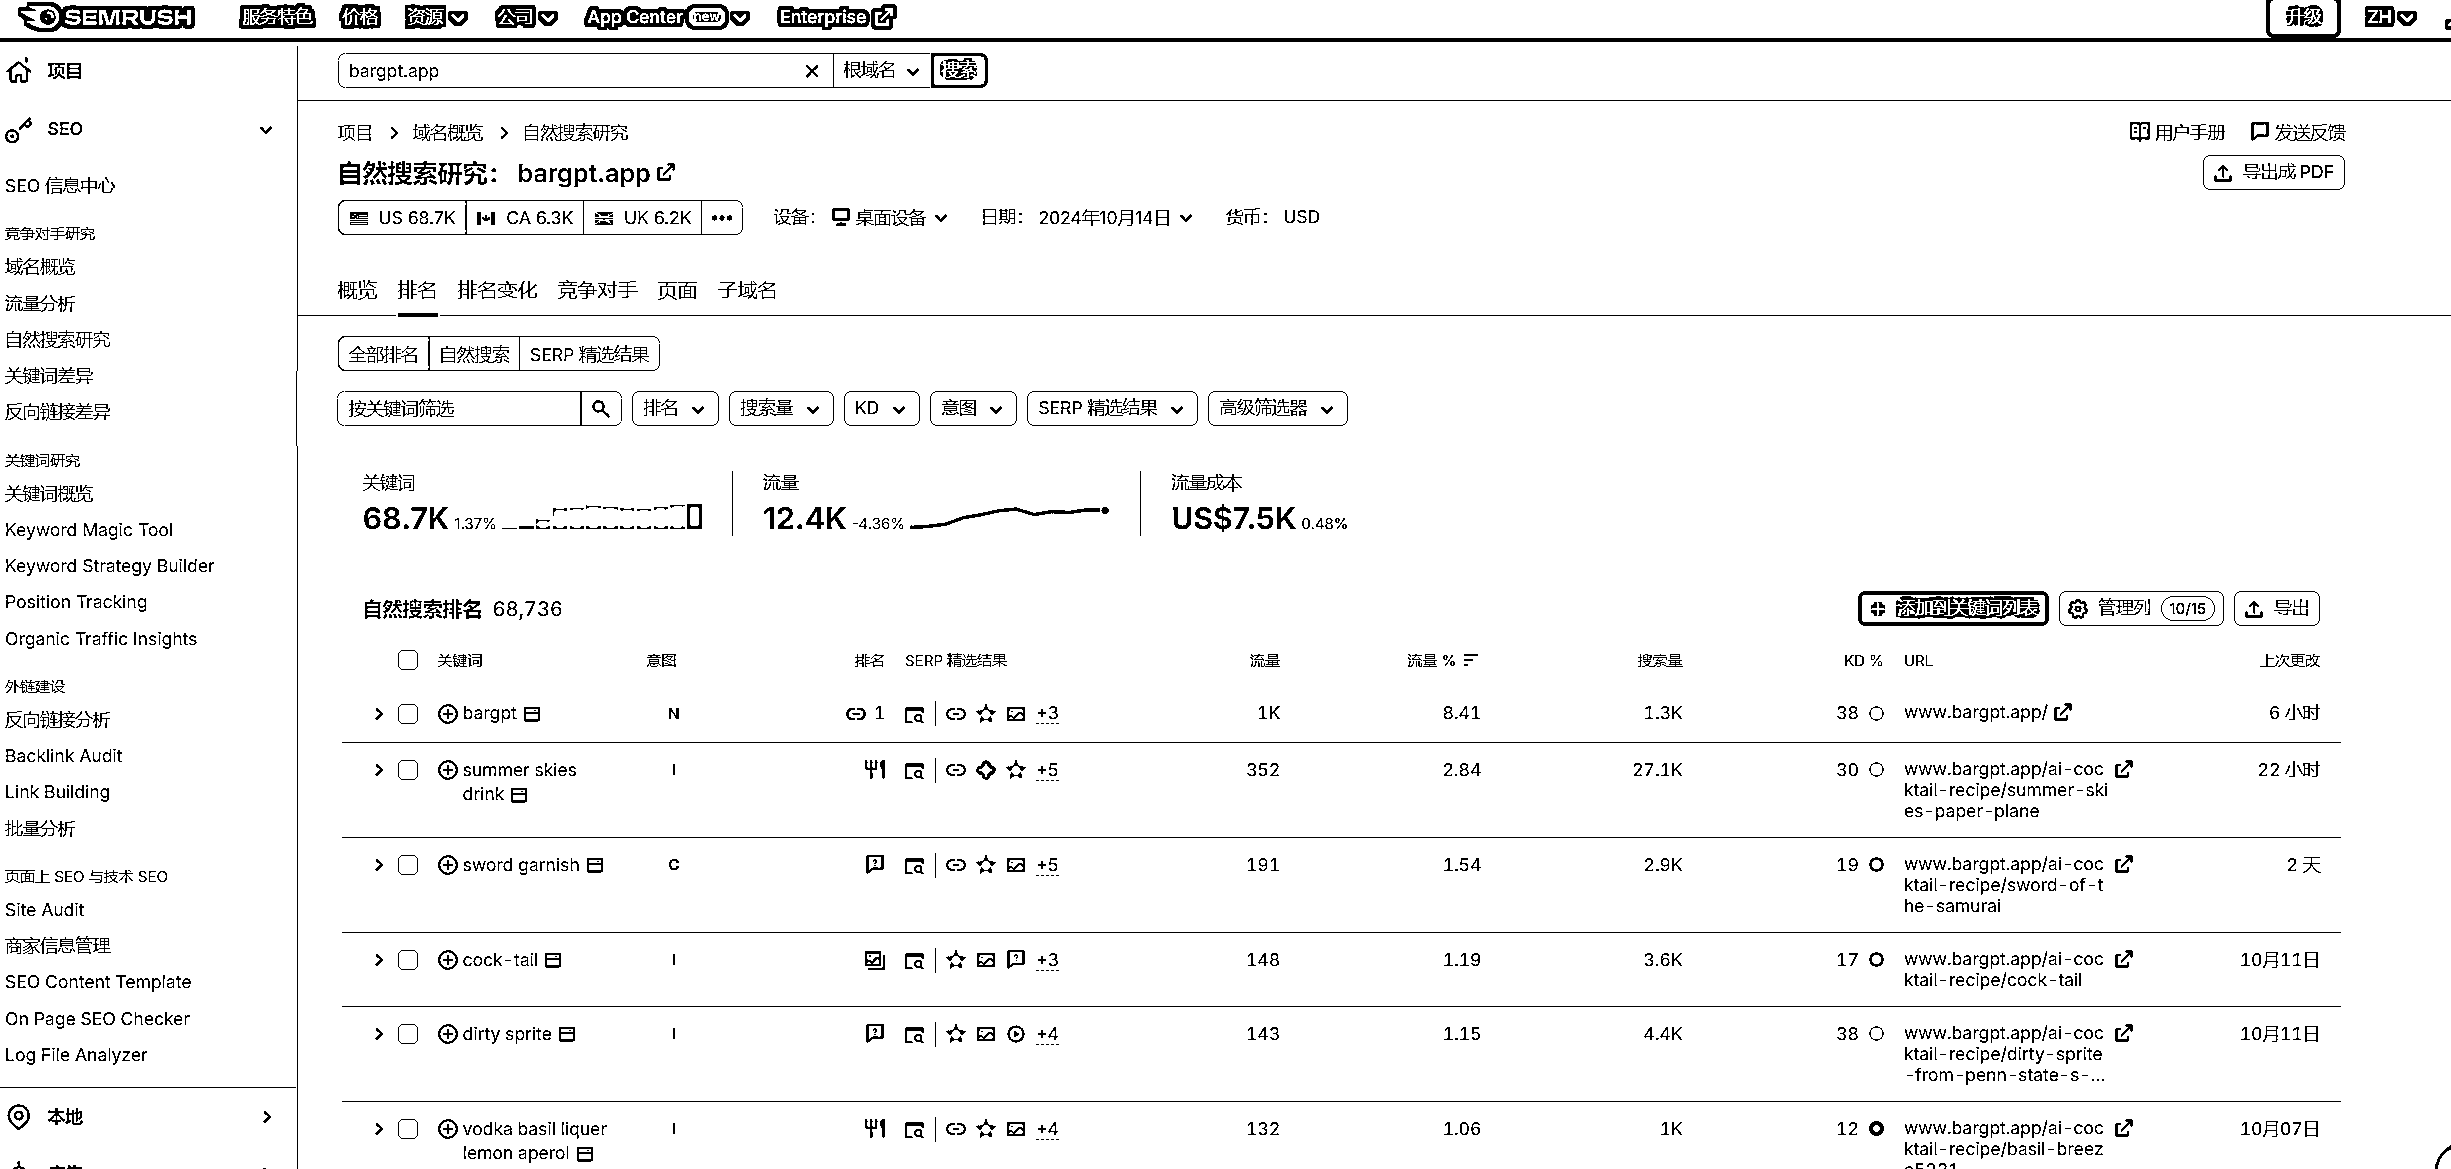 SEMRUSH 服务特色 价格 资源 公司 App Center new Enterprise 升级 ZH
项目
SEO
SEO 信息中心
竞争对手研究
域名概览
流量分析
自然搜索研究
关键词差异
反向链接差异
关键词研究
关键词概览
Keyword Magic Tool
Keyword Strategy Builder
Position Tracking
Organic Traffic Insights
外链建设
反向链接分析
Backlink Audit
Link Building
批量分析
页面上 SEO 与技术 SEO
Site Audit
商家信息管理
SEO Content Template
On Page SEO Checker
Log File Analyzer
本地
bargpt.app 根域名 搜索
项目 域名概览 自然搜索研究 用户手册 发送反馈
自然搜索研究： bargpt.app 导出成 PDF
US 68.7K CA 6.3K UK 6.2K 设备： 桌面设备 日期： 2024年10月14日 货币： USD
概览 排名 排名变化 竞争对手 页面 子域名
全部排名 自然搜索 SERP 精选结果
按关键词筛选 排名 搜索量 KD 意图 SERP 精选结果 高级筛选器
关键词 流量 流量成本
68.7K 1.37% 12.4K -4.36% US$7.5K 0.48%
自然搜索排名 68,736 添加到关键词列表 管理列 10/15 导出
关键词 意图 排名 SERP 精选结果 流量 流量 % 搜索量 KD % URL 上次更改
bargpt N 1 +3 1K 8.41 1.3K 38 www.bargpt.app/ 6 小时
summer skies I +5 352 2.84 27.1K 30 www.bargpt.app/ai-coc 22 小时
drink ktail-recipe/summer-ski
es-paper-plane
sword garnish C +5 191 1.54 2.9K 19 www.bargpt.app/ai-coc 2 天
ktail-recipe/sword-of-t
he-samurai
cock-tail I +3 148 1.19 3.6K 17 www.bargpt.app/ai-coc 10月11日
ktail-recipe/cock-tail
dirty sprite I +4 143 1.15 4.4K 38 www.bargpt.app/ai-coc 10月11日
ktail-recipe/dirty-sprite
-from-penn-state-s-...
vodka basil liquer I +4 132 1.06 1K 12 www.bargpt.app/ai-coc 10月07日
lemon aperol ktail-recipe/basil-breez